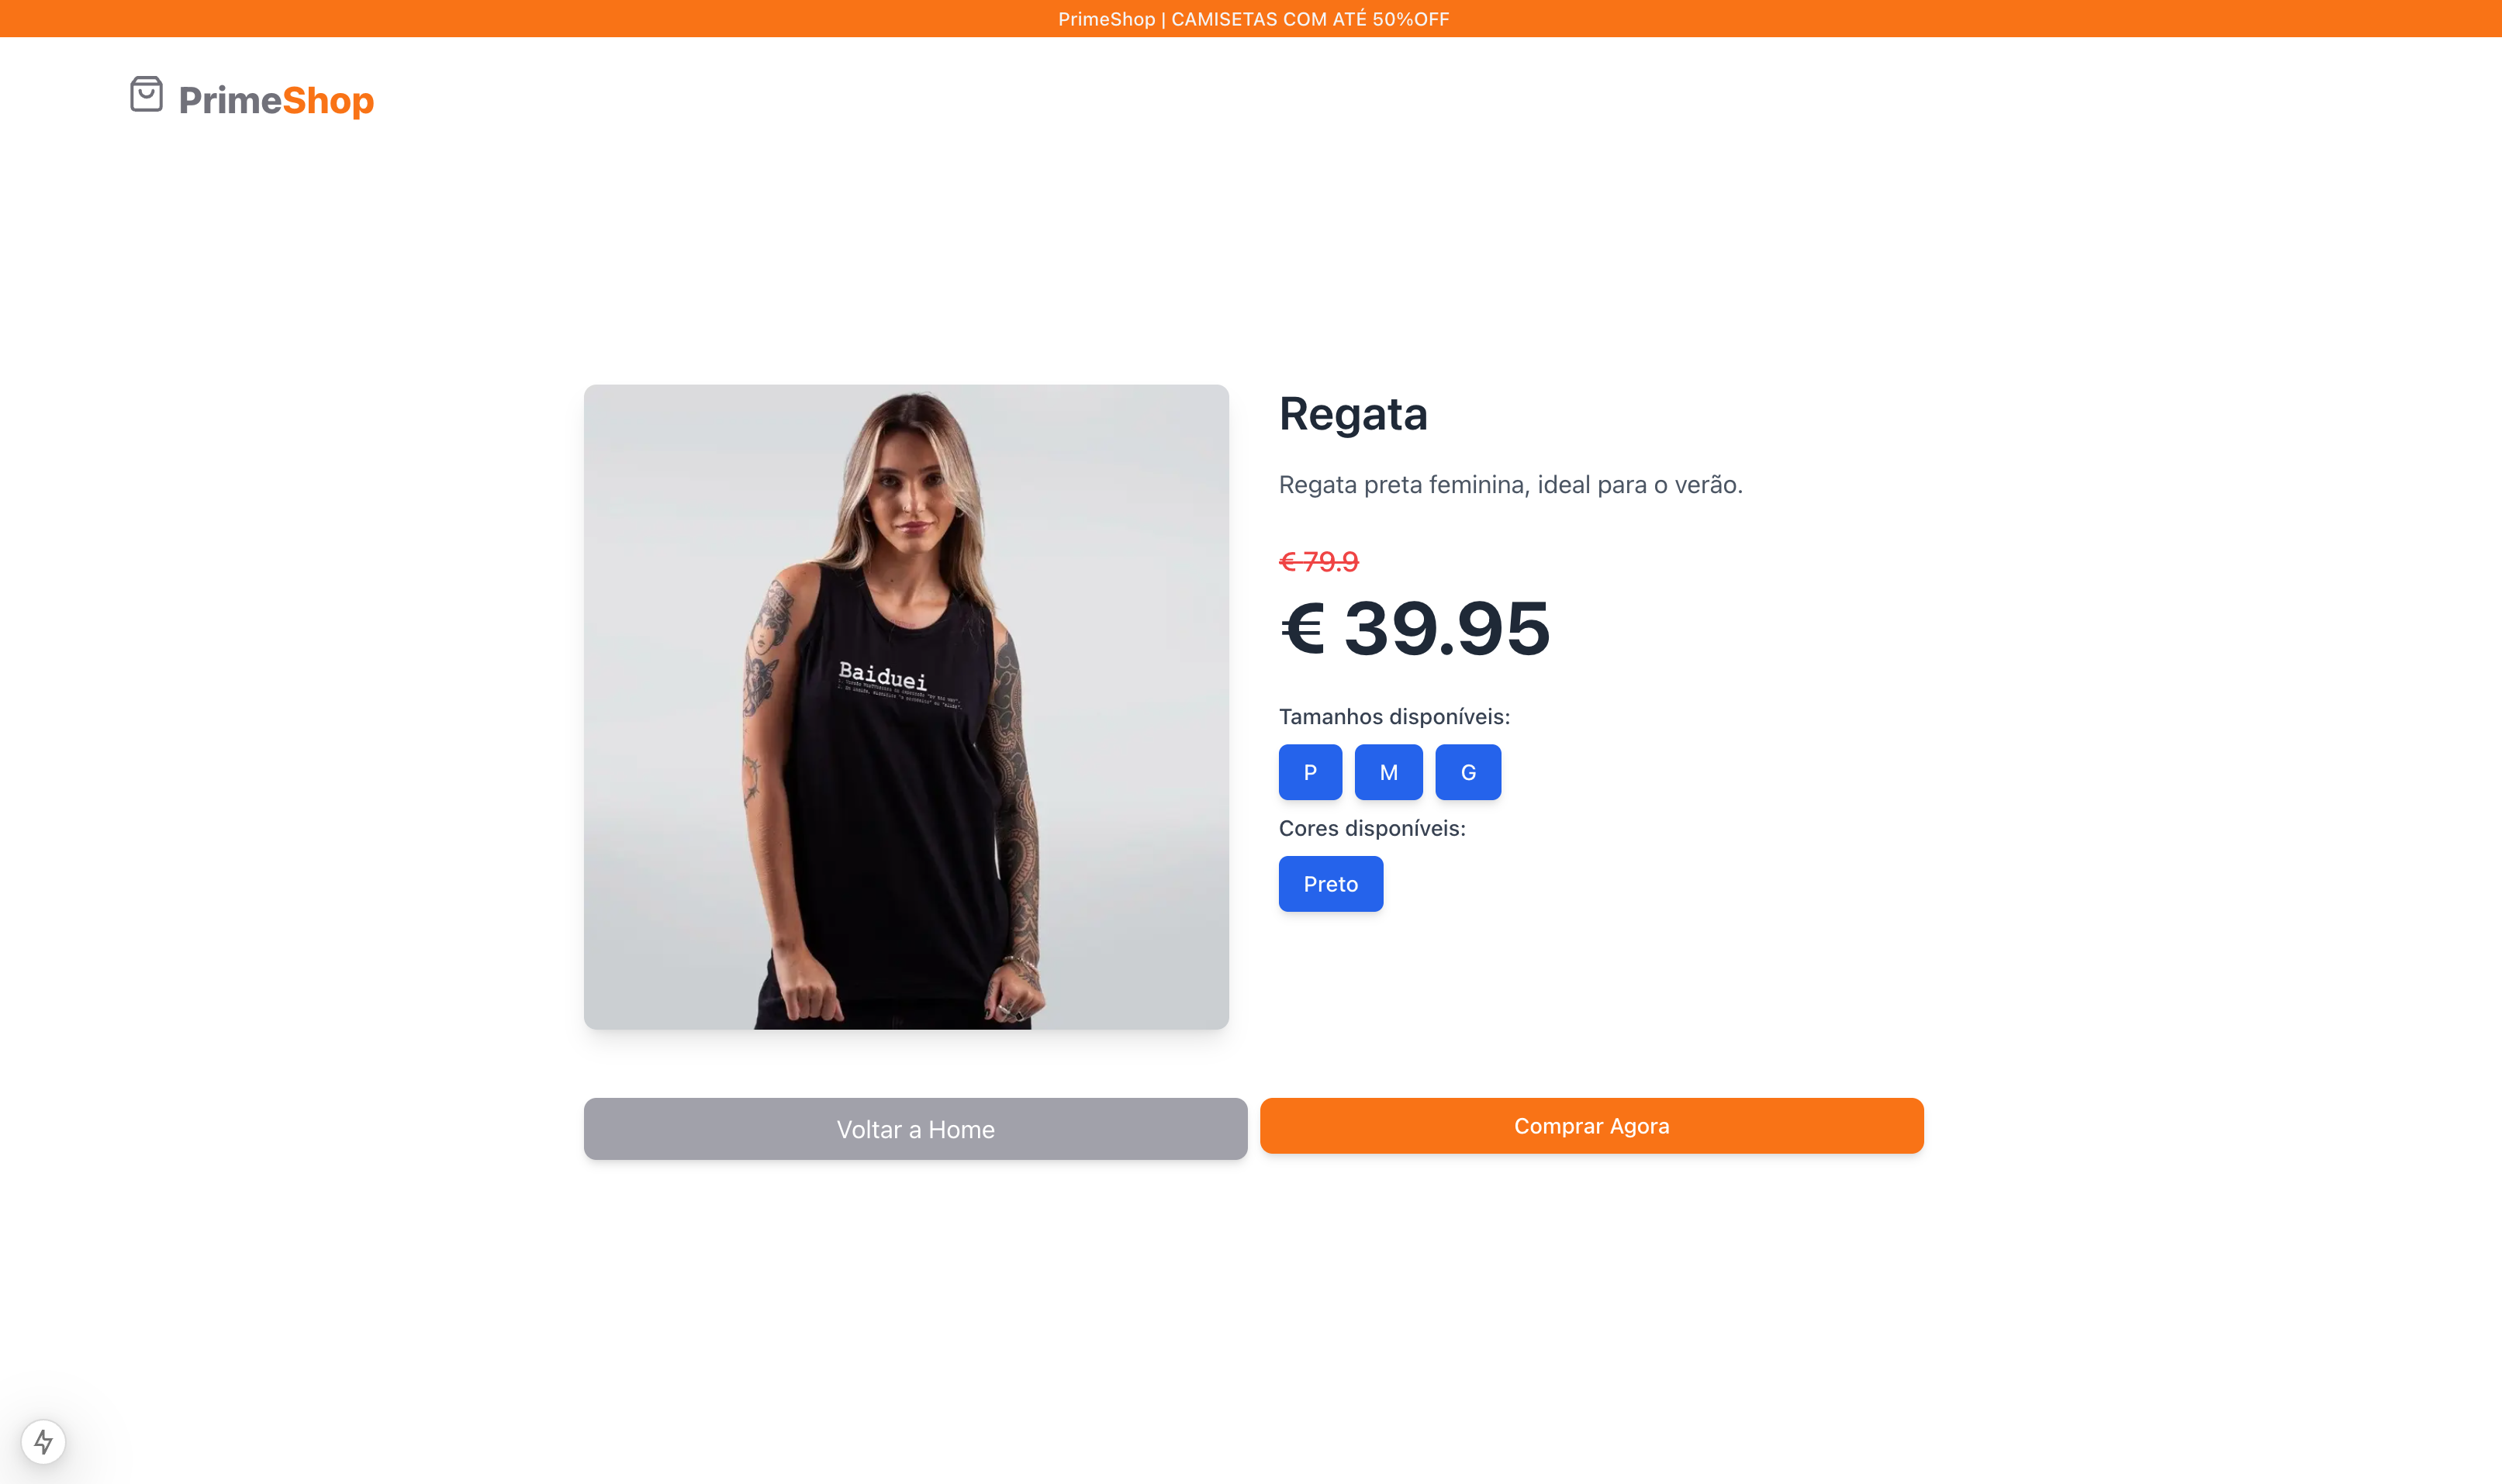 PrimeShop | CAMISETAS COM ATÉ 50%OFF
PrimeShop
Baiduei
Regata
Regata preta feminina, ideal para o verão.
€ 79.9
€ 39.95
Tamanhos disponíveis:
P M G
Cores disponíveis:
Preto
Voltar a Home
Comprar Agora